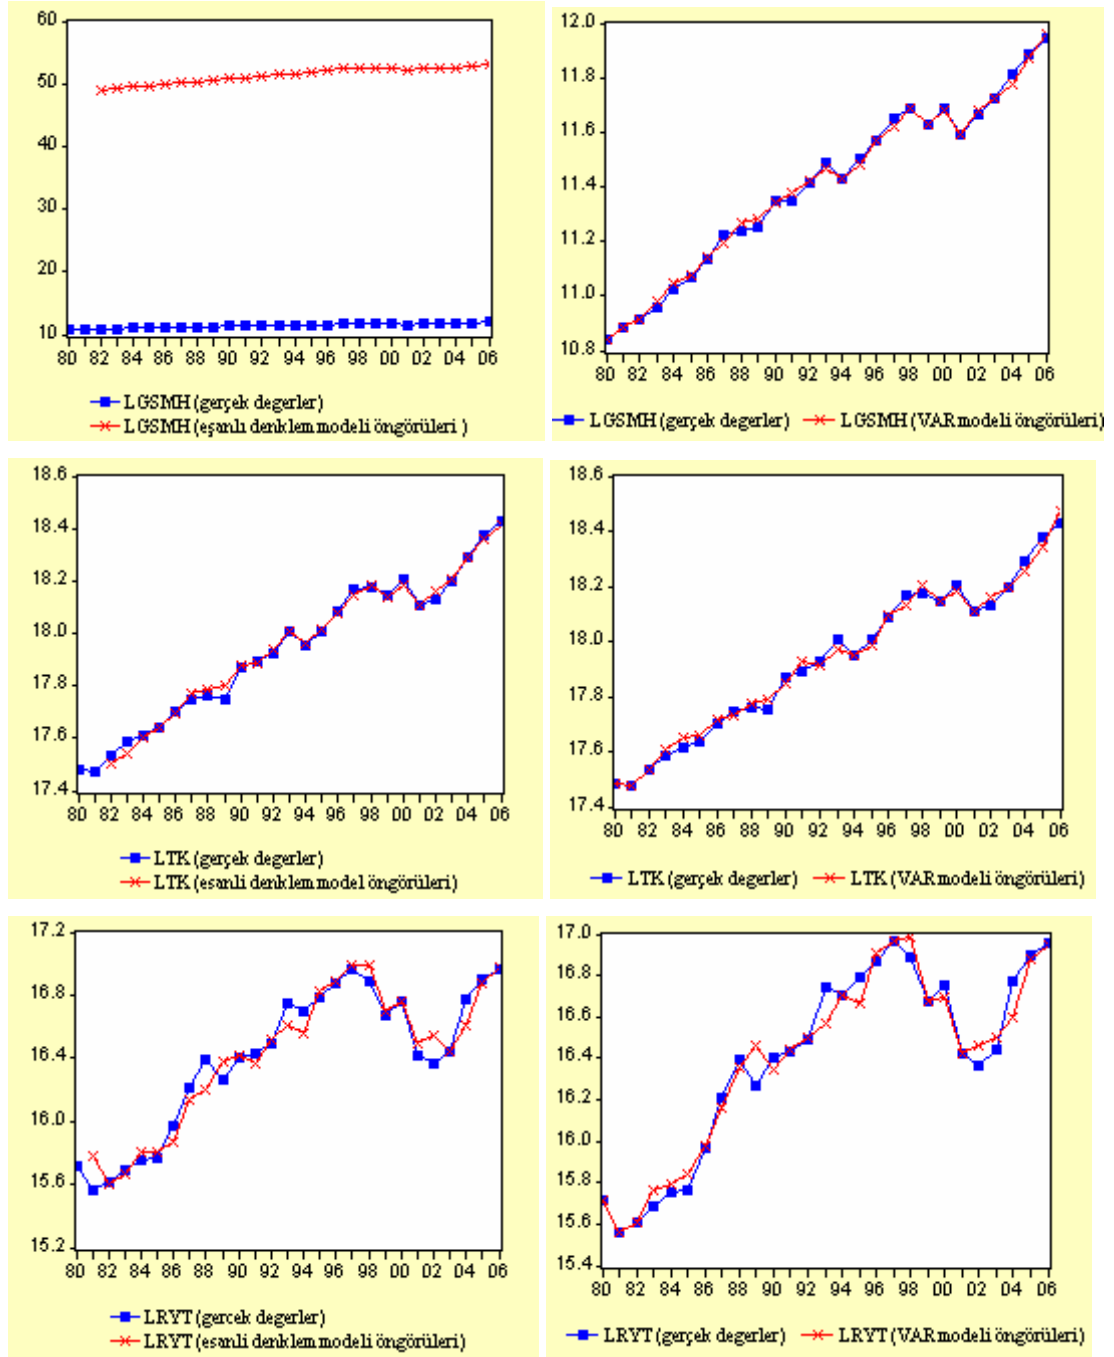 60
50
40
30
20
10
80 82 84 86 88 90 92 94 96 98 00 02 04 06
LGSMH (gerçek degerler)
LGSMH (eşanlı denklem modeli öngörüleri )
12.0
11.8
11.6
11.4
11.2
11.0
10.8
80 82 84 86 88 90 92 94 96 98 00 02 04 06
LGSMH (gerçek degerler) LGSMH (VAR modeli öngörüleri)
18.6
18.4
18.2
18.0
17.8
17.6
17.4
80 82 84 86 88 90 92 94 96 98 00 02 04 06
LTK (gerçek degerler)
LTK (esanli denklem model öngörüleri)
18.6
18.4
18.2
18.0
17.8
17.6
17.4
80 82 84 86 88 90 92 94 96 98 00 02 04 06
LTK (gerçek degerler) LTK (VAR modeli öngörüleri)
17.2
16.8
16.4
16.0
15.6
15.2
80 82 84 86 88 90 92 94 96 98 00 02 04 06
LRYT (gercek degerler)
LRYT (esanli denklem modeli öngörüleri)
17.0
16.8
16.6
16.4
16.2
16.0
15.8
15.6
15.4
80 82 84 86 88 90 92 94 96 98 00 02 04 06
LRYT (gerçek degerler) LRYT (VAR modeli öngörüleri)